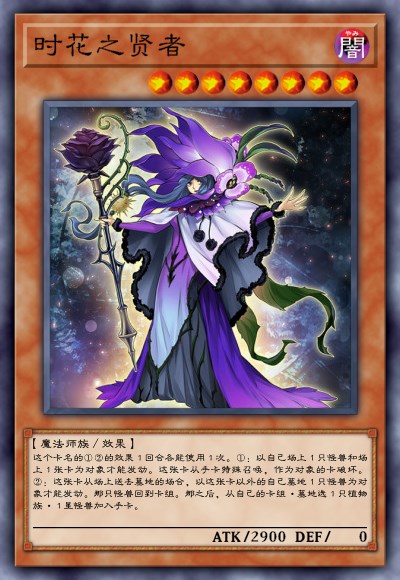 时花之贤者
やみ
闇
【魔法师族／效果】
这个卡名的①②的效果1回合各能使用1次。①：以自己场上1只怪兽和场
上1张卡为对象才能发动。这张卡从手卡特殊召唤，作为对象的卡破坏。
②：这张卡从场上送去墓地的场合，以这张卡以外的自己墓地1只怪兽为对
象才能发动。那只怪兽回到卡组。那之后，从自己的卡组·墓地选1只植物
族·1星怪兽加入手卡。
ATK/2900 DEF/ 0